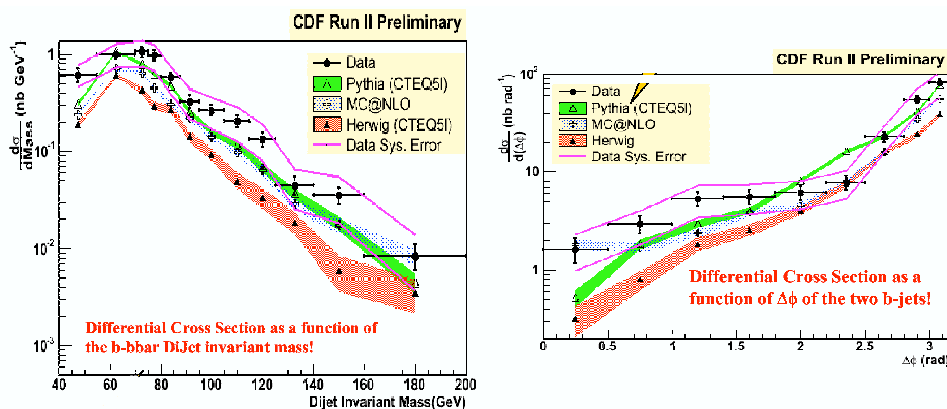 CDF Run II Preliminary
dσ/dMass (nb GeV⁻¹)
1
10⁻¹
10⁻²
10⁻³
Data
Pythia (CTEQ5l)
MC@NLO
Herwig (CTEQ5l)
Data Sys. Error
Differential Cross Section as a function of
the b-bbar DiJet invariant mass!
40 60 80 100 120 140 160 180 200
Dijet Invariant Mass(GeV)
CDF Run II Preliminary
dσ/d(Δϕ) (nb rad⁻¹)
10²
10
1
Data
Pythia (CTEQ5l)
MC@NLO
Herwig
Data Sys. Error
Differential Cross Section as a
function of Δϕ of the two b-jets!
0 0.5 1 1.5 2 2.5 3
Δϕ (rad)